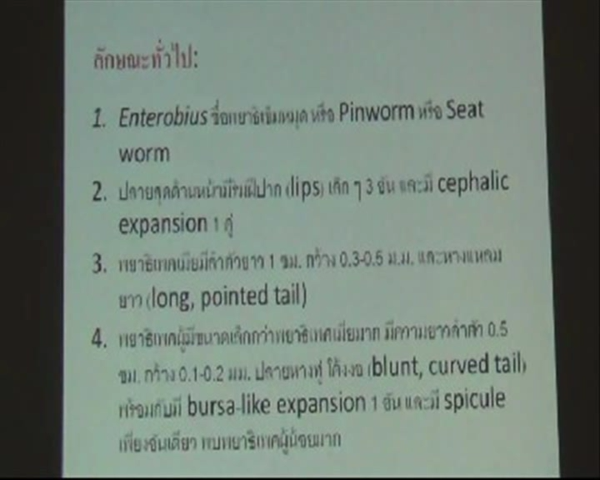 ลักษณะทั่วไป:
1. Enterobius ชื่อพยาธิเข็มหมุด หรือ Pinworm หรือ Seat
worm
2. ปลายสุดด้านหน้ามีริมฝีปาก (lips) เล็ก ๆ 3 อัน และมี cephalic
expansion 1 คู่
3. พยาธิเพศเมียมีลำตัวยาว 1 ซม. กว้าง 0.3-0.5 ม.ม. และหางแหลม
ยาว (long, pointed tail)
4. พยาธิเพศผู้มีขนาดเล็กกว่าพยาธิเพศเมียมาก มีความยาวลำตัว 0.5
ซม. กว้าง 0.1-0.2 มม. ปลายหางทู่ โค้งงอ (blunt, curved tail)
พร้อมกับมี bursa-like expansion 1 อัน และมี spicule
เพียงอันเดียว พบพยาธิเพศผู้น้อยมาก